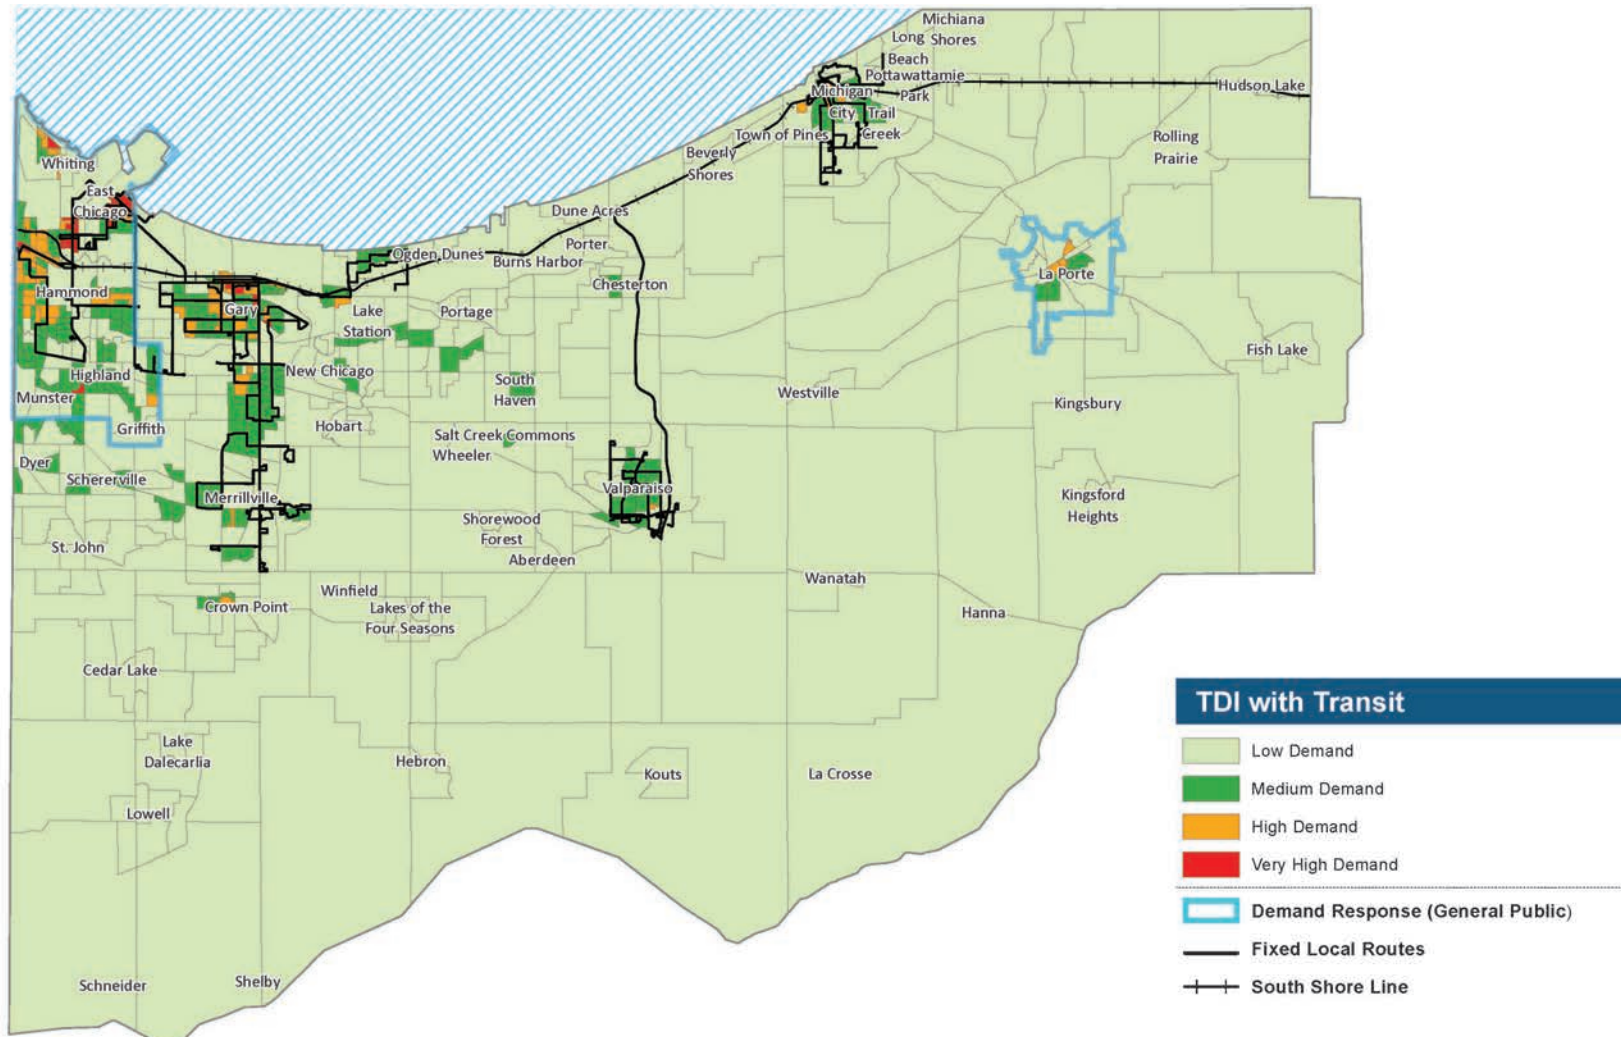 Michiana
Long Shores
Beach
Pottawattamie
Park
Hudson Lake
Michigan
City
Trail
Creek
Town of Pines
Rolling
Prairie
Beverly
Shores
Whiting
East
Chicago
Dune Acres
Porter
Ogden Dunes
Burns Harbor
Chesterton
La Porte
Hammond
Gary
Lake
Station
Portage
Fish Lake
New Chicago
Highland
Munster
South
Haven
Westville
Kingsbury
Griffith
Hobart
Salt Creek Commons
Wheeler
Dyer
Schererville
Merrillville
Valparaiso
Kingsford
Heights
Shorewood
Forest
St. John
Aberdeen
Wanatah
Winfield
Crown Point
Lakes of the
Four Seasons
Hanna
Cedar Lake
Lake
Dalecarlia
Hebron
Kouts
La Crosse
Lowell
Schneider
Shelby
TDI with Transit
Low Demand
Medium Demand
High Demand
Very High Demand
Demand Response (General Public)
Fixed Local Routes
South Shore Line